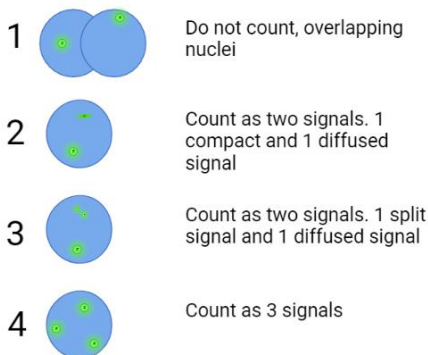 1
Do not count, overlapping
nuclei
2
Count as two signals. 1
compact and 1 diffused
signal
3
Count as two signals. 1 split
signal and 1 diffused signal
4
Count as 3 signals